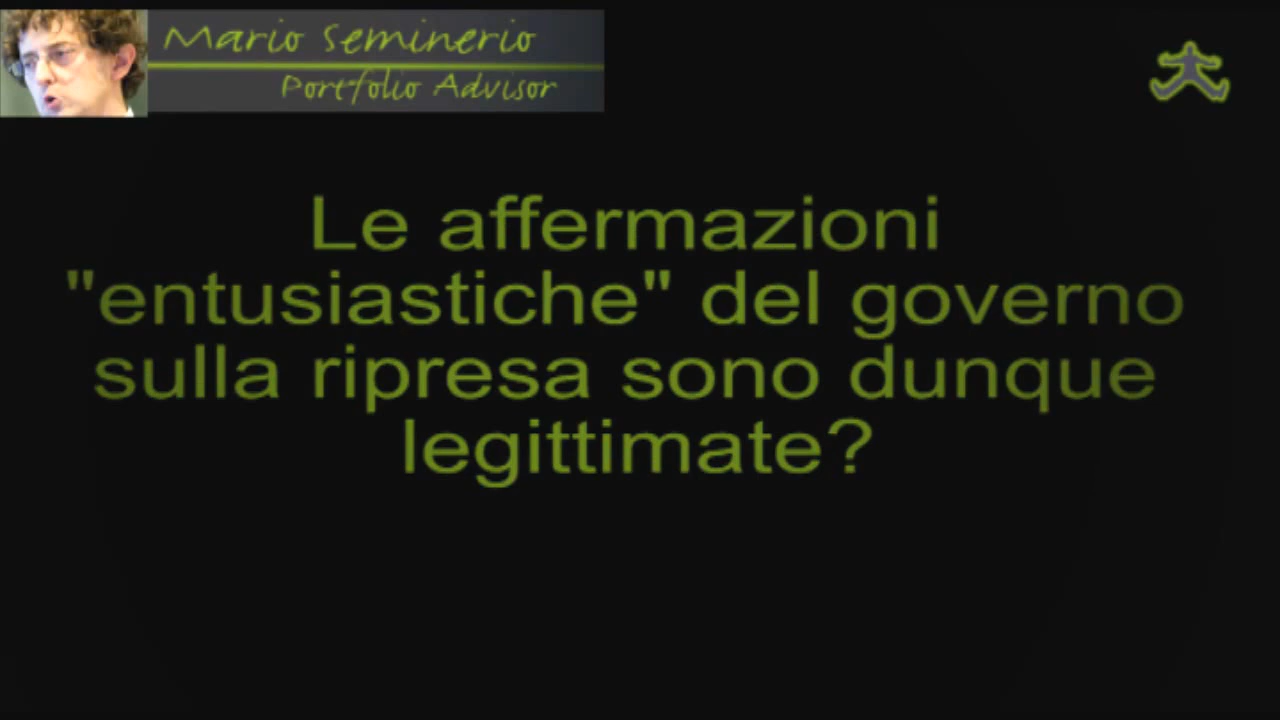 Mario Seminerio
Portfolio Advisor
Le affermazioni
"entusiastiche" del governo
sulla ripresa sono dunque
legittimate?